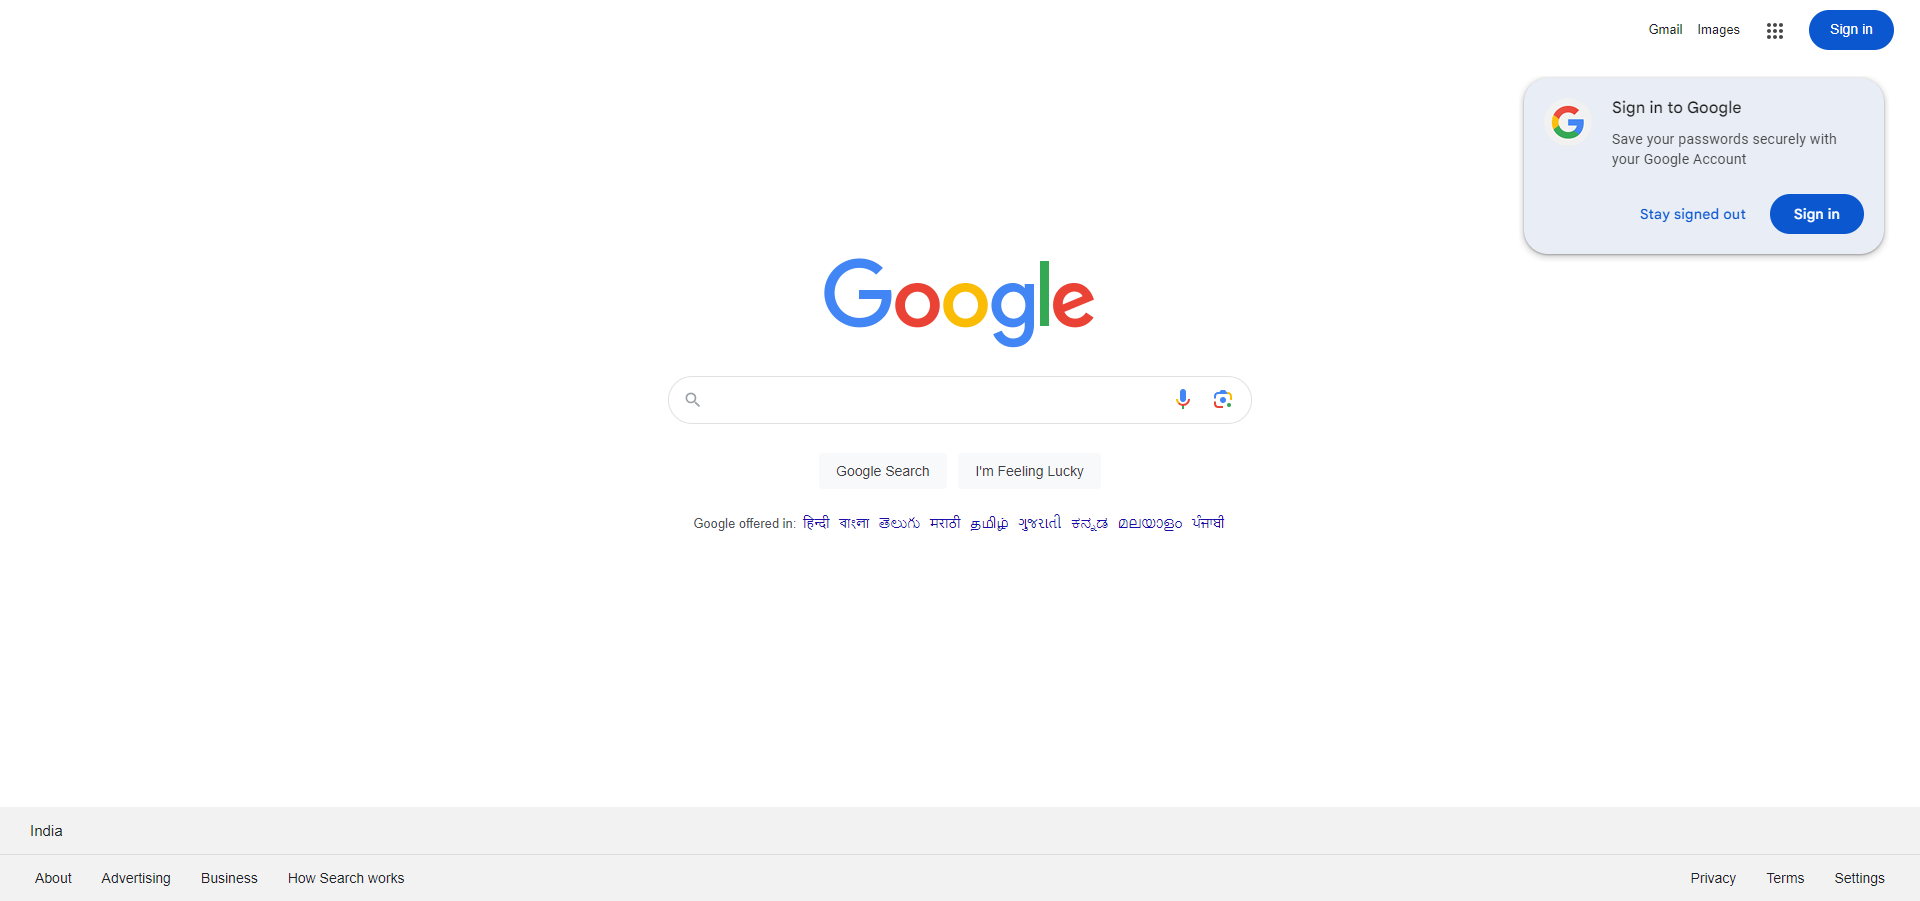 Gmail Images Sign in
Sign in to Google
Save your passwords securely with
your Google Account
Stay signed out Sign in
Google
Google Search I'm Feeling Lucky
Google offered in: हिन्दी বাংলা తెలుగు मराठी தமிழ் ગુજરાતી ಕನ್ನಡ മലയാളം ਪੰਜਾਬੀ
India
About Advertising Business How Search works Privacy Terms Settings